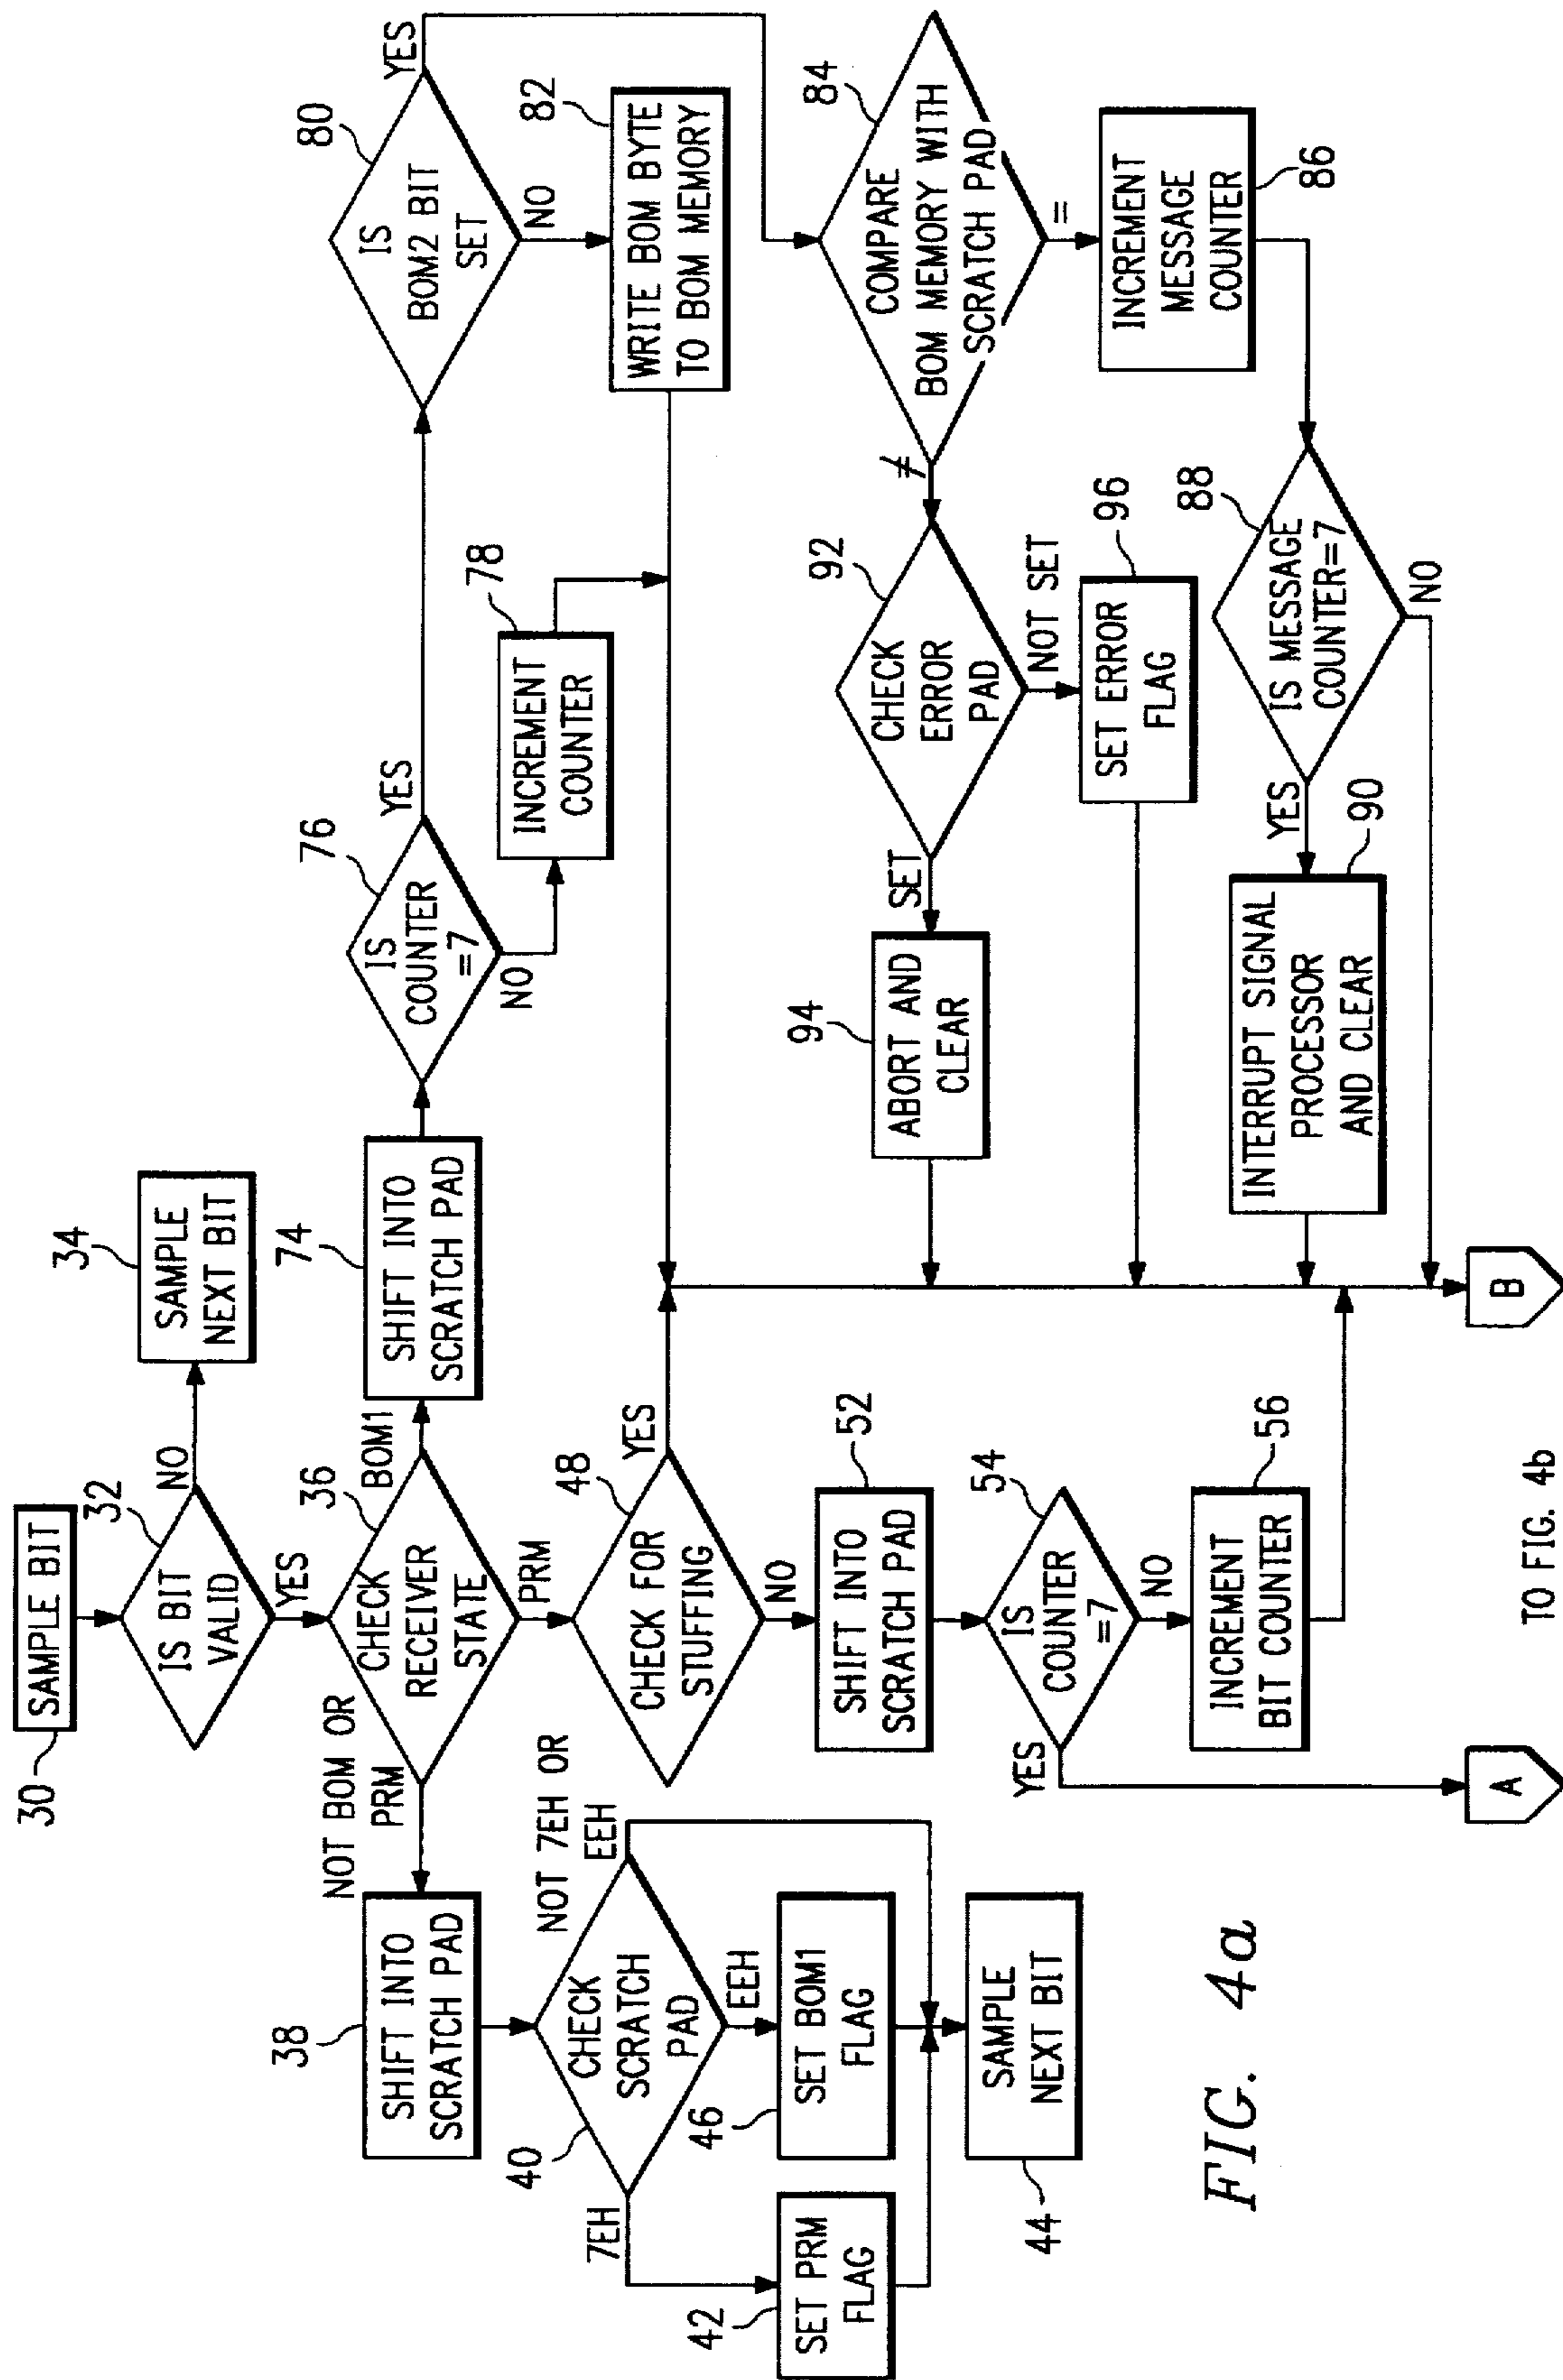 30
SAMPLE BIT
32
IS BIT
VALID
NO
34
SAMPLE
NEXT BIT
YES
36
CHECK
RECEIVER
STATE
NOT BOM OR
PRM
BOM1
PRM
38
SHIFT INTO
SCRATCH PAD
40
CHECK
SCRATCH
PAD
7EH
NOT 7EH OR
EEH
EEH
42
SET PRM
FLAG
46
SET BOM1
FLAG
44
SAMPLE
NEXT BIT
48
CHECK FOR
STUFFING
YES
NO
52
SHIFT INTO
SCRATCH PAD
54
IS
COUNTER
=7
YES
NO
56
INCREMENT
BIT COUNTER
74
SHIFT INTO
SCRATCH PAD
76
IS
COUNTER
=7
YES
NO
78
INCREMENT
COUNTER
80
IS
BOM2 BIT
SET
YES
NO
82
WRITE BOM BYTE
TO BOM MEMORY
84
COMPARE
BOM MEMORY WITH
SCRATCH PAD
≠
=
86
INCREMENT
MESSAGE
COUNTER
88
IS MESSAGE
COUNTER=7
YES
NO
90
INTERRUPT SIGNAL
PROCESSOR
AND CLEAR
92
CHECK
ERROR
PAD
SET
NOT SET
94
ABORT AND
CLEAR
96
SET ERROR
FLAG
A
B
TO FIG. 4b
FIG. 4a